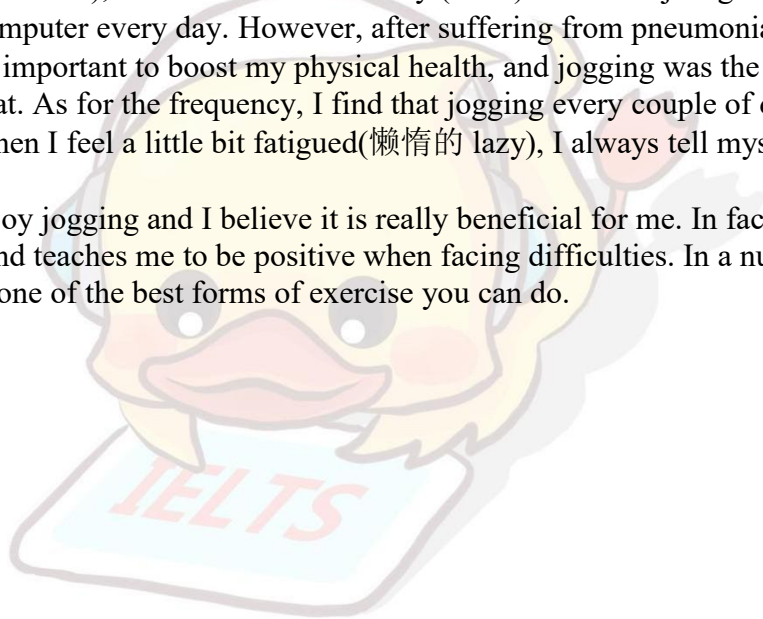 mputer every day. However, after suffering from pneumonia
important to boost my physical health, and jogging was the
at. As for the frequency, I find that jogging every couple of
hen I feel a little bit fatigued(懒惰的 lazy), I always tell mys
oy jogging and I believe it is really beneficial for me. In fac
nd teaches me to be positive when facing difficulties. In a nu
one of the best forms of exercise you can do.
IELTS